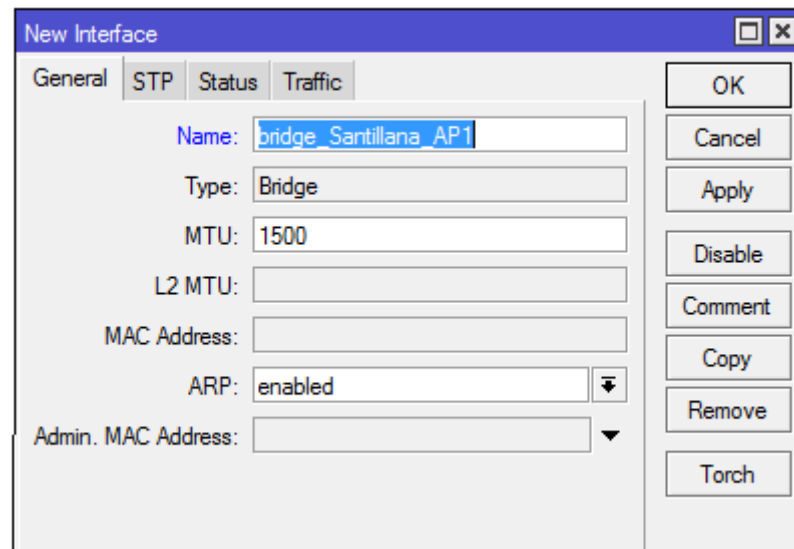 New Interface
General STP Status Traffic
Name: bridge_Santillana_AP1
Type: Bridge
MTU: 1500
L2 MTU:
MAC Address:
ARP: enabled
Admin. MAC Address:
OK
Cancel
Apply
Disable
Comment
Copy
Remove
Torch